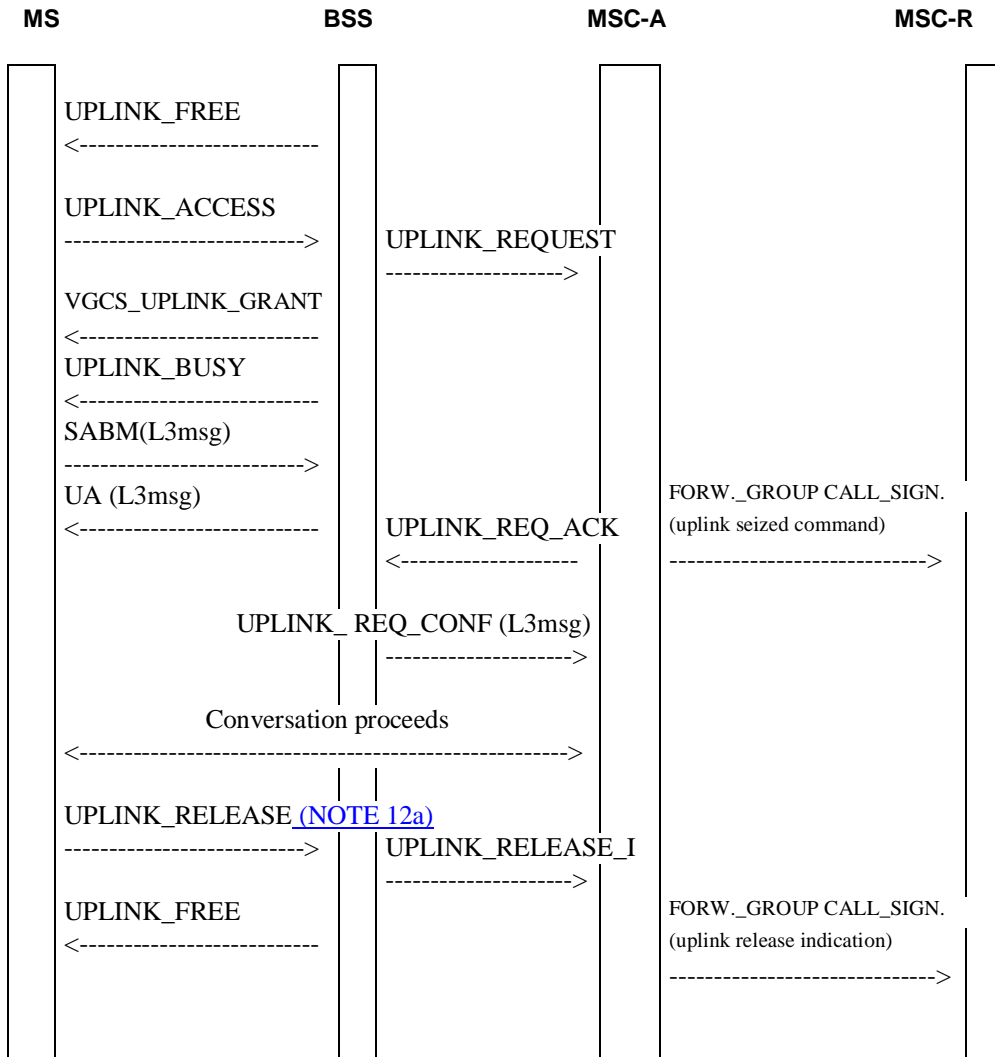 MS BSS MSC-A MSC-R
UPLINK_FREE
<---------------------------
UPLINK_ACCESS
---------------------------> UPLINK_REQUEST
-------------------->
VGCS_UPLINK_GRANT
<---------------------------
UPLINK_BUSY
<---------------------------
SABM(L3msg)
--------------------------->
UA (L3msg) FORW._GROUP CALL_SIGN.
<--------------------------- UPLINK_REQ_ACK (uplink seized command)
<-------------------- ----------------------------->
UPLINK_ REQ_CONF (L3msg)
--------------------->
Conversation proceeds
<------------------------------------------------------->
UPLINK_RELEASE (NOTE 12a)
---------------------------> UPLINK_RELEASE_I
--------------------->
UPLINK_FREE FORW._GROUP CALL_SIGN.
<--------------------------- (uplink release indication)
------------------------------>